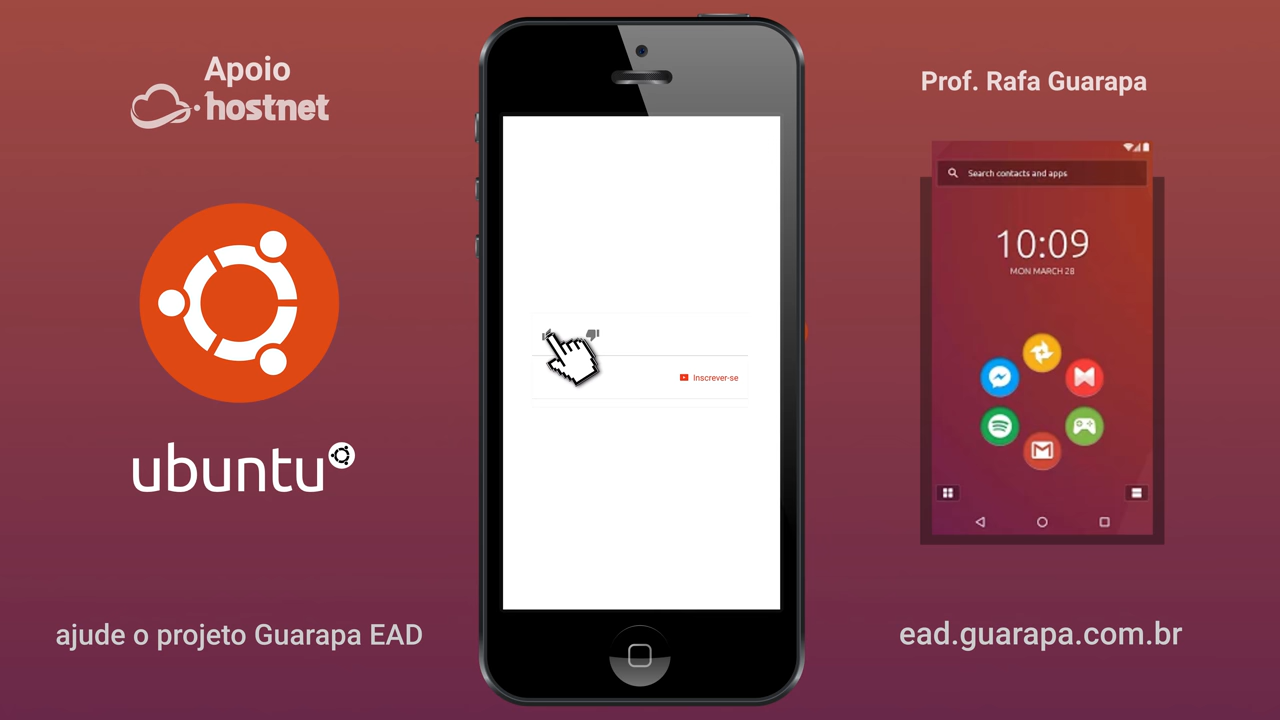 Apoio
hostnet
ubuntu
ajude o projeto Guarapa EAD
Inscrever-se
Prof. Rafa Guarapa
Search contacts and apps
10:09
MON MARCH 28
ead.guarapa.com.br